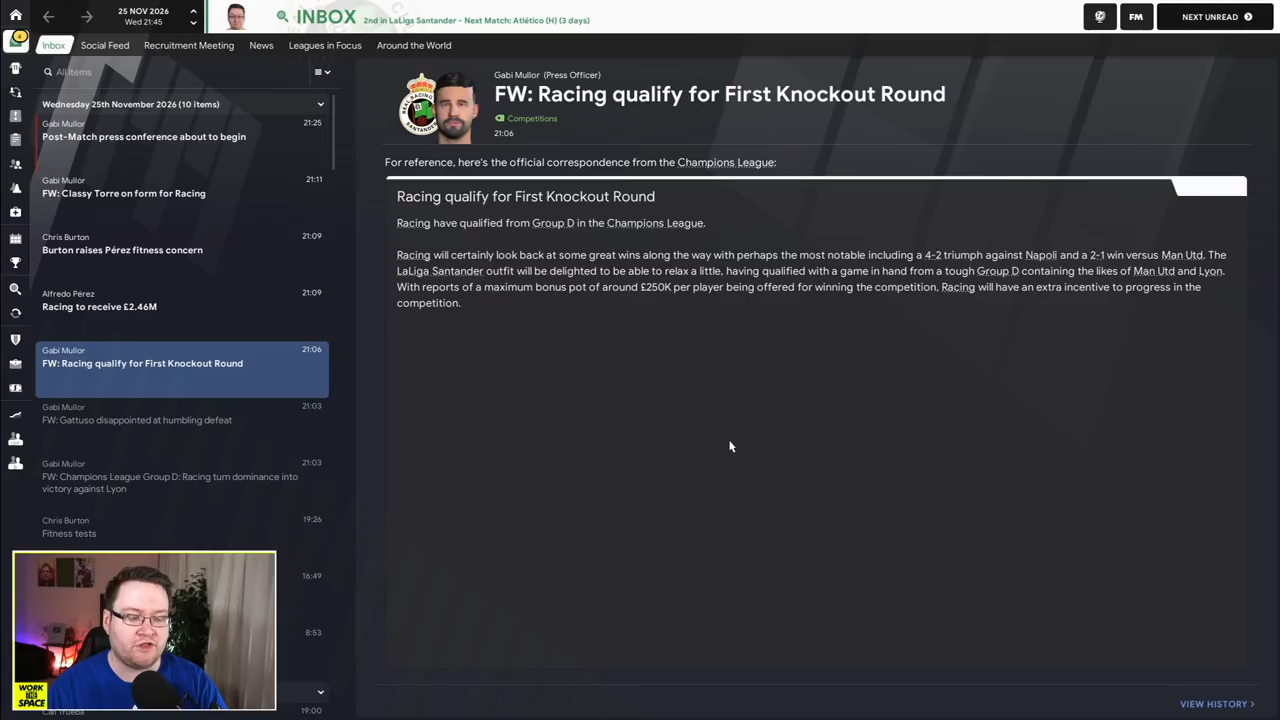 25 NOV 2026
Wed 21:45
INBOX
2nd in LaLiga Santander - Next Match: Atlético (H) (3 days)
FM
NEXT UNREAD
4
Inbox
Social Feed
Recruitment Meeting
News
Leagues in Focus
Around the World
All Items
Wednesday 25th November 2026 (10 items)
Gabi Mullor
21:25
Post-Match press conference about to begin
Gabi Mullor
21:11
FW: Classy Torre on form for Racing
Chris Burton
21:09
Burton raises Pérez fitness concern
Alfredo Pérez
21:09
Racing to receive £2.46M
Gabi Mullor
21:06
FW: Racing qualify for First Knockout Round
Gabi Mullor
21:03
FW: Gattuso disappointed at humbling defeat
Gabi Mullor
21:03
FW: Champions League Group D: Racing turn dominance into
victory against Lyon
Chris Burton
19:26
Fitness tests
16:49
8:53
19:00
Gabi Mullor (Press Officer)
FW: Racing qualify for First Knockout Round
Competitions
21:06
For reference, here's the official correspondence from the Champions League:
Racing qualify for First Knockout Round
Racing have qualified from Group D in the Champions League.
Racing will certainly look back at some great wins along the way with perhaps the most notable including a 4-2 triumph against Napoli and a 2-1 win versus Man Utd. The
LaLiga Santander outfit will be delighted to be able to relax a little, having qualified with a game in hand from a tough Group D containing the likes of Man Utd and Lyon.
With reports of a maximum bonus pot of around £250K per player being offered for winning the competition, Racing will have an extra incentive to progress in the
competition.
WORK
THE
SPACE
VIEW HISTORY >